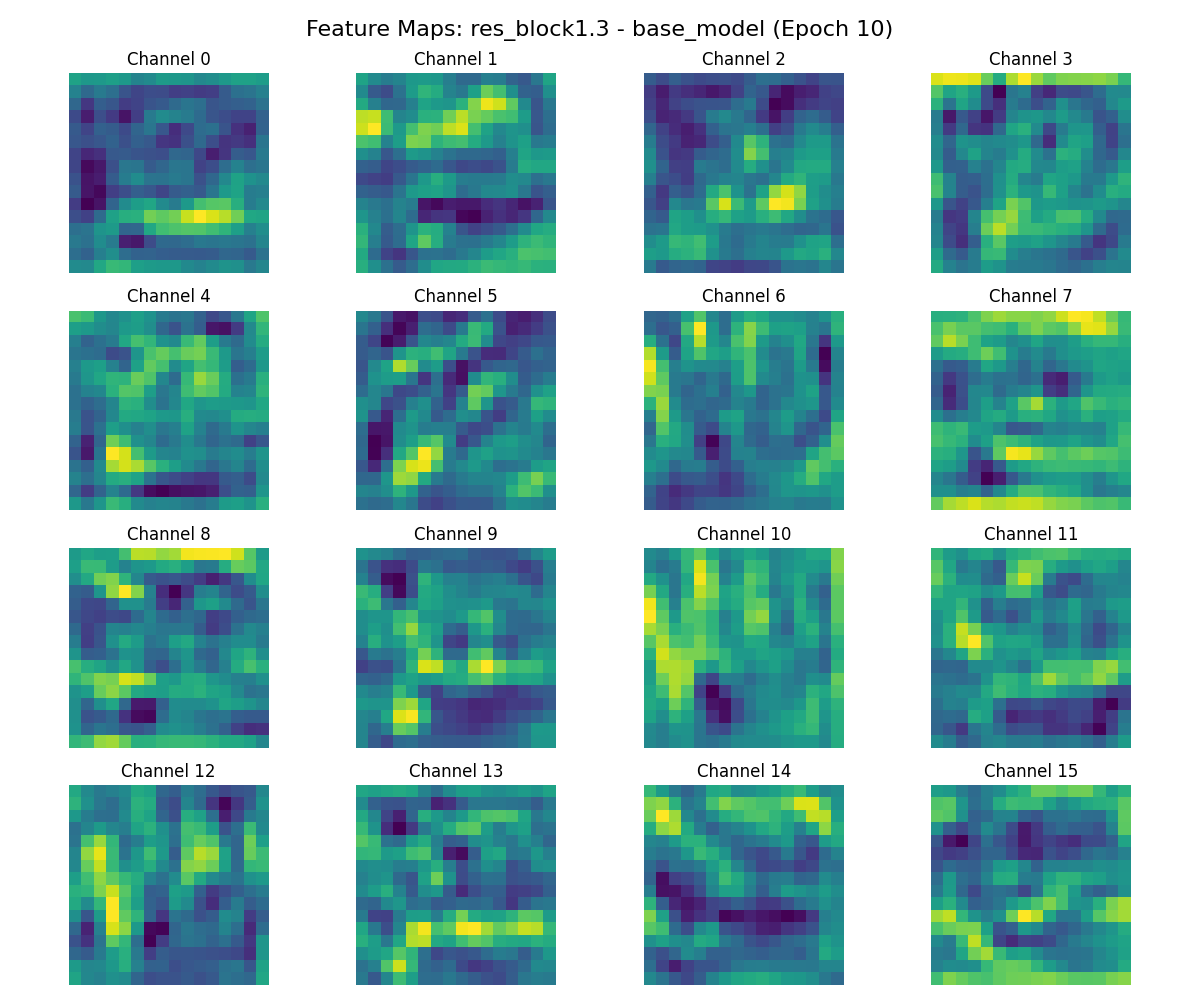 Feature Maps: res_block1.3 - base_model (Epoch 10)
Channel 0 Channel 1 Channel 2 Channel 3
Channel 4 Channel 5 Channel 6 Channel 7
Channel 8 Channel 9 Channel 10 Channel 11
Channel 12 Channel 13 Channel 14 Channel 15